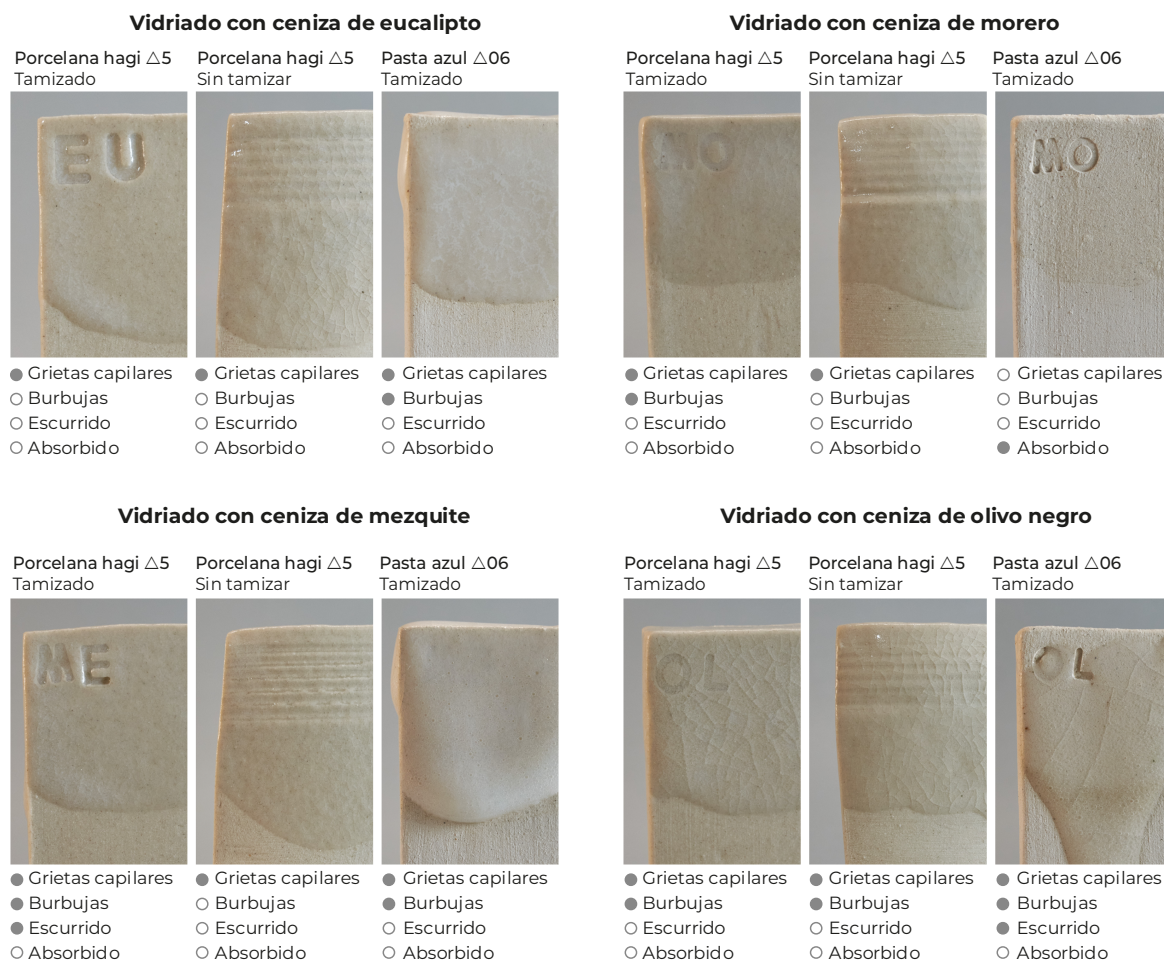 Vidriado con ceniza de eucalipto
Porcelana hagi △5
Tamizado
Porcelana hagi △5
Sin tamizar
Pasta azul △06
Tamizado
EU
Grietas capilares
Burbujas
Escurrido
Absorbido
Grietas capilares
Burbujas
Escurrido
Absorbido
Grietas capilares
Burbujas
Escurrido
Absorbido
Vidriado con ceniza de morero
Porcelana hagi △5
Tamizado
Porcelana hagi △5
Sin tamizar
Pasta azul △06
Tamizado
MO
MO
Grietas capilares
Burbujas
Escurrido
Absorbido
Grietas capilares
Burbujas
Escurrido
Absorbido
Grietas capilares
Burbujas
Escurrido
Absorbido
Vidriado con ceniza de mezquite
Porcelana hagi △5
Tamizado
Porcelana hagi △5
Sin tamizar
Pasta azul △06
Tamizado
ME
Grietas capilares
Burbujas
Escurrido
Absorbido
Grietas capilares
Burbujas
Escurrido
Absorbido
Grietas capilares
Burbujas
Escurrido
Absorbido
Vidriado con ceniza de olivo negro
Porcelana hagi △5
Tamizado
Porcelana hagi △5
Sin tamizar
Pasta azul △06
Tamizado
OL
OL
Grietas capilares
Burbujas
Escurrido
Absorbido
Grietas capilares
Burbujas
Escurrido
Absorbido
Grietas capilares
Burbujas
Escurrido
Absorbido